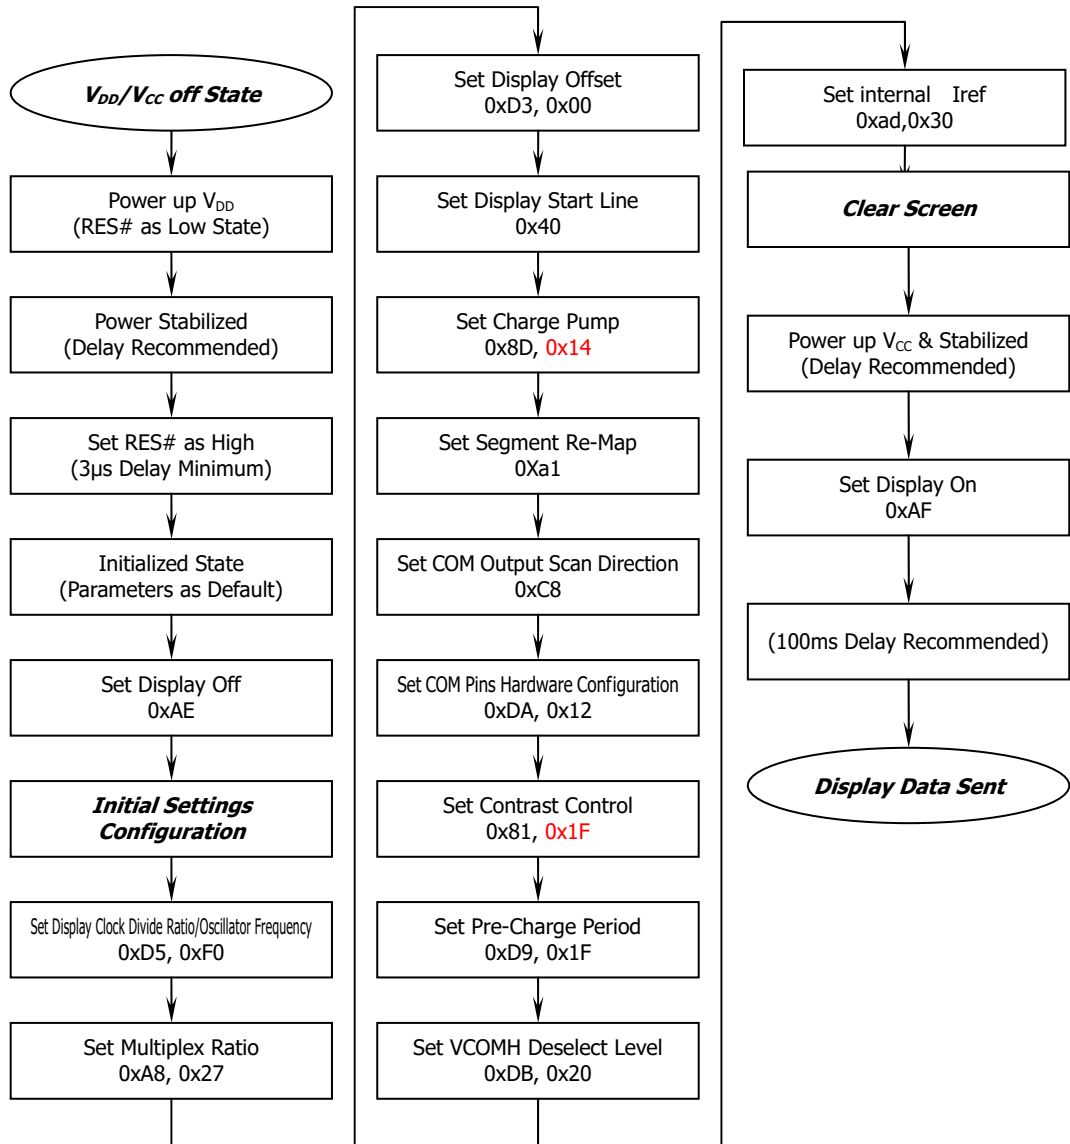 V_DD/V_CC off State
Power up V_DD
(RES# as Low State)
Power Stabilized
(Delay Recommended)
Set RES# as High
(3µs Delay Minimum)
Initialized State
(Parameters as Default)
Set Display Off
0xAE
Initial Settings
Configuration
Set Display Clock Divide Ratio/Oscillator Frequency
0xD5, 0xF0
Set Multiplex Ratio
0xA8, 0x27
Set Display Offset
0xD3, 0x00
Set Display Start Line
0x40
Set Charge Pump
0x8D, 0x14
Set Segment Re-Map
0Xa1
Set COM Output Scan Direction
0xC8
Set COM Pins Hardware Configuration
0xDA, 0x12
Set Contrast Control
0x81, 0x1F
Set Pre-Charge Period
0xD9, 0x1F
Set VCOMH Deselect Level
0xDB, 0x20
Set internal Iref
0xad,0x30
Clear Screen
Power up V_CC & Stabilized
(Delay Recommended)
Set Display On
0xAF
(100ms Delay Recommended)
Display Data Sent